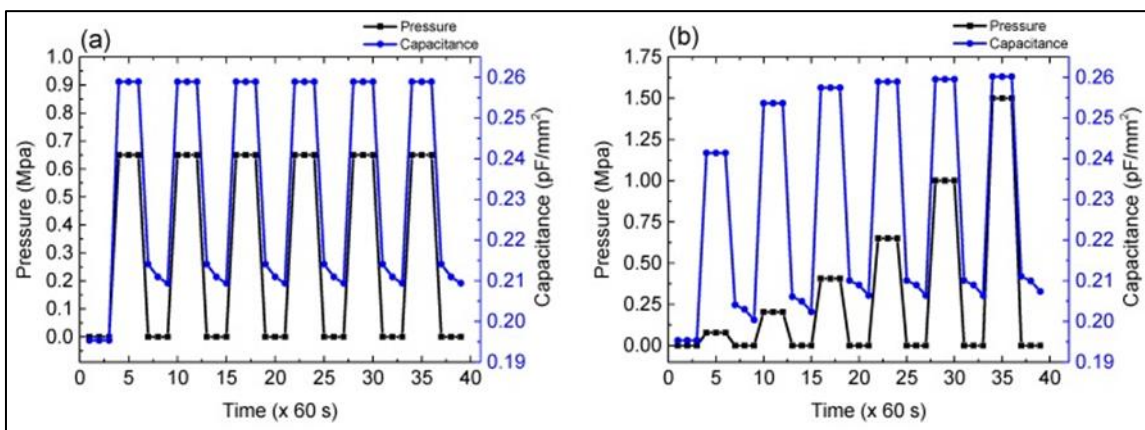 (a)
Pressure
Capacitance
1.0
0.9
0.8
0.7
0.6
0.5
0.4
0.3
0.2
0.1
0.0
Pressure (Mpa)
0.26
0.25
0.24
0.23
0.22
0.21
0.20
0.19
Capacitance (pF/mm²)
0 5 10 15 20 25 30 35 40
Time (x 60 s)
(b)
Pressure
Capacitance
1.75
1.50
1.25
1.00
0.75
0.50
0.25
0.00
Pressure (Mpa)
0.26
0.25
0.24
0.23
0.22
0.21
0.20
0.19
Capacitance (pF/mm²)
0 5 10 15 20 25 30 35 40
Time (x 60 s)